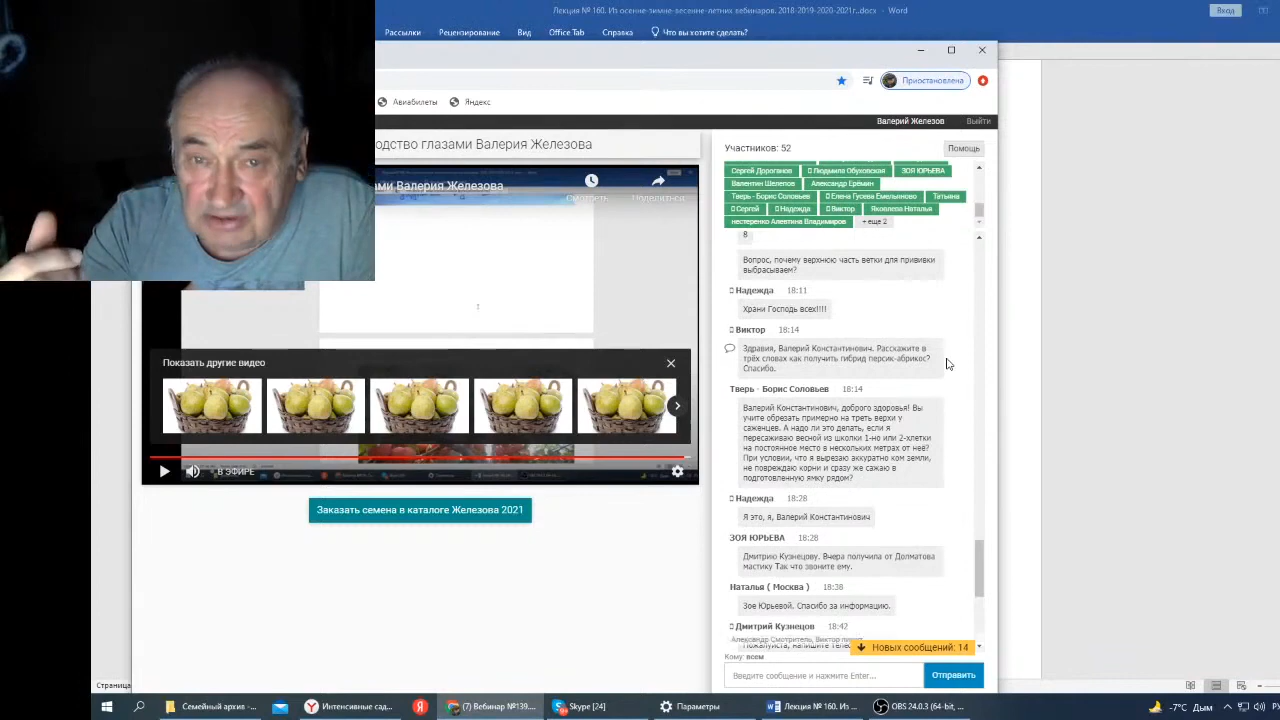 Лекция № 160. Из осенне-зимне-весенне-летних вебинаров. 2018-2019-2020-2021г..docx - Word
Вход
Рассылки Рецензирование Вид Office Tab Справка Что вы хотите сделать?
Приостановлена
Авиабилеты Яндекс
Валерий Железов Выйти
одство глазами Валерия Железова
Участников: 52
Помощь
Сергей Дороганов Людмила Обуховская ЗОЯ ЮРЬЕВА
Валентин Шелепов Александр Ерёмин
Тверь - Борис Соловьев Елена Гусева Емельяново Татьяна
Сергей Надежда Виктор Яковлева Наталья
нестеренко Алевтина Владимиров + еще 2
ами Валерия Железова
Смотреть... Поделиться
8
Вопрос, почему верхнюю часть ветки для прививки
выбрасываем?
Надежда 18:11
Храни Господь всех!!!!
Виктор 18:14
Здравия, Валерий Константинович. Расскажите в
трёх словах как получить гибрид персик-абрикос?
Спасибо.
Тверь - Борис Соловьев 18:14
Валерий Константинович, доброго здоровья! Вы
учите обрезать примерно на треть верхи у
саженцев. А надо ли это делать, если я
пересаживаю весной из школки 1-но или 2-хлетки
на постоянное место в нескольких метрах от неё?
При условии, что я вырезаю аккуратно ком земли,
не повреждаю корни и сразу же сажаю в
подготовленную ямку рядом?
Надежда 18:28
Я это, я, Валерий Константинович
ЗОЯ ЮРЬЕВА 18:28
Дмитрию Кузнецову. Вчера получила от Долматова
мастику Так что звоните ему.
Наталья ( Москва ) 18:38
Зое Юрьевой. Спасибо за информацию.
Дмитрий Кузнецов 18:42
Новых сообщений: 14
Кому: всем
Введите сообщение и нажмите Enter...
Отправить
Показать другие видео
В ЭФИРЕ
Заказать семена в каталоге Железова 2021
Страница
Семейный архив - ...
Интенсивные сад...
(7) Вебинар №139....
Skype [24]
Параметры
Лекция № 160. Из ...
OBS 24.0.3 (64-bit, ...
-7°C Дым